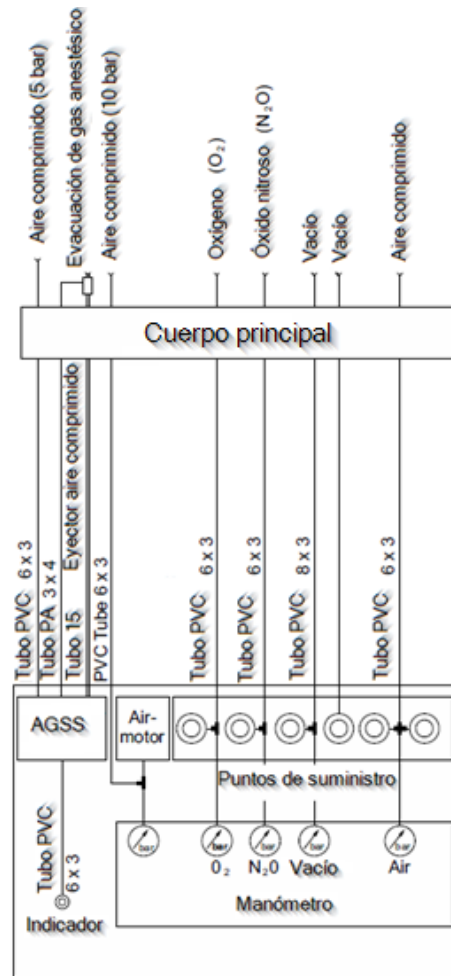 Aire comprimido (5 bar)
Evacuación de gas anestésico
Aire comprimido (10 bar)
Oxígeno (O₂)
Óxido nitroso (N₂O)
Vacío
Vacío
Aire comprimido
Cuerpo principal
Tubo PVC 6 x 3
Tubo PA 3 x 4
Tubo 15
Eyector aire comprimido
PVC Tube 6 x 3
Tubo PVC: 6 x 3
Tubo PVC: 6 x 3
Tubo PVC: 8 x 3
Tubo PVC: 6 x 3
AGSS
Air-
motor
Puntos de suministro
Tubo PVC:
6 x 3
Indicador
bar
bar
bar
bar
bar
O₂
N₂O
Vacío
Air
Manómetro